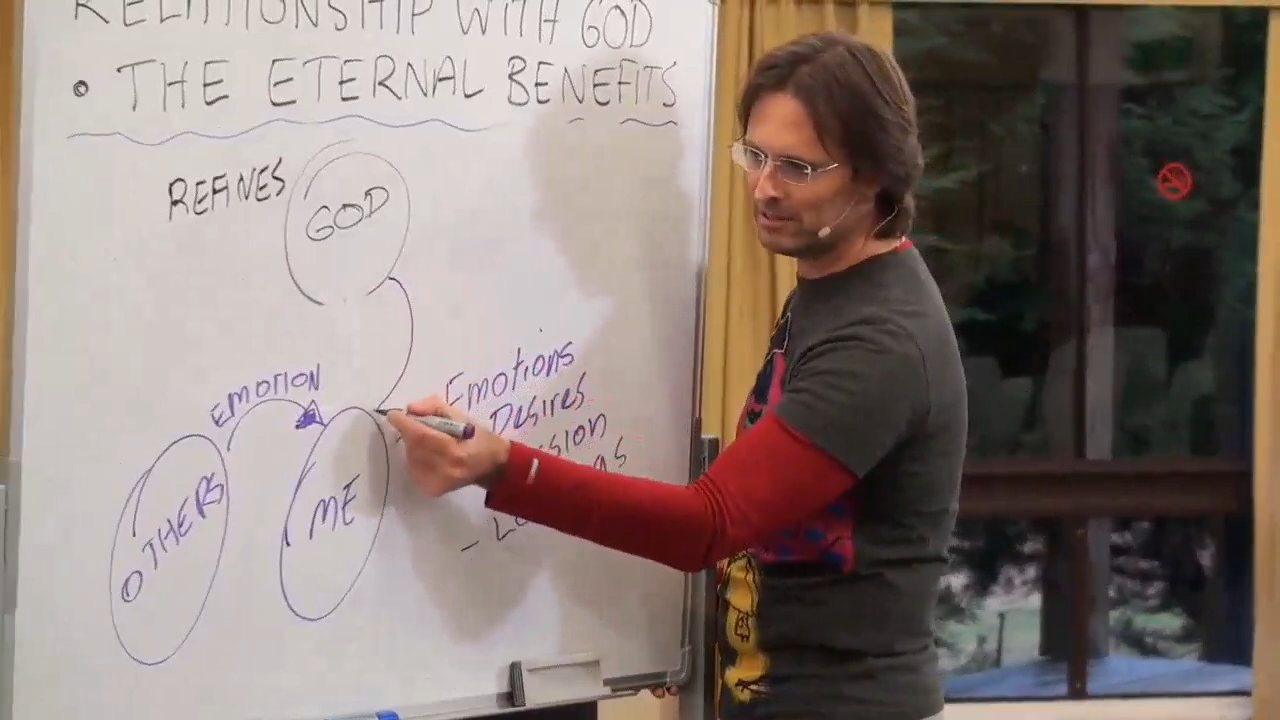 RELATIONSHIP WITH GOD
• THE ETERNAL BENEFITS
REFINES
GOD
EMOTION
Emotions
Desires
OTHERS
ME